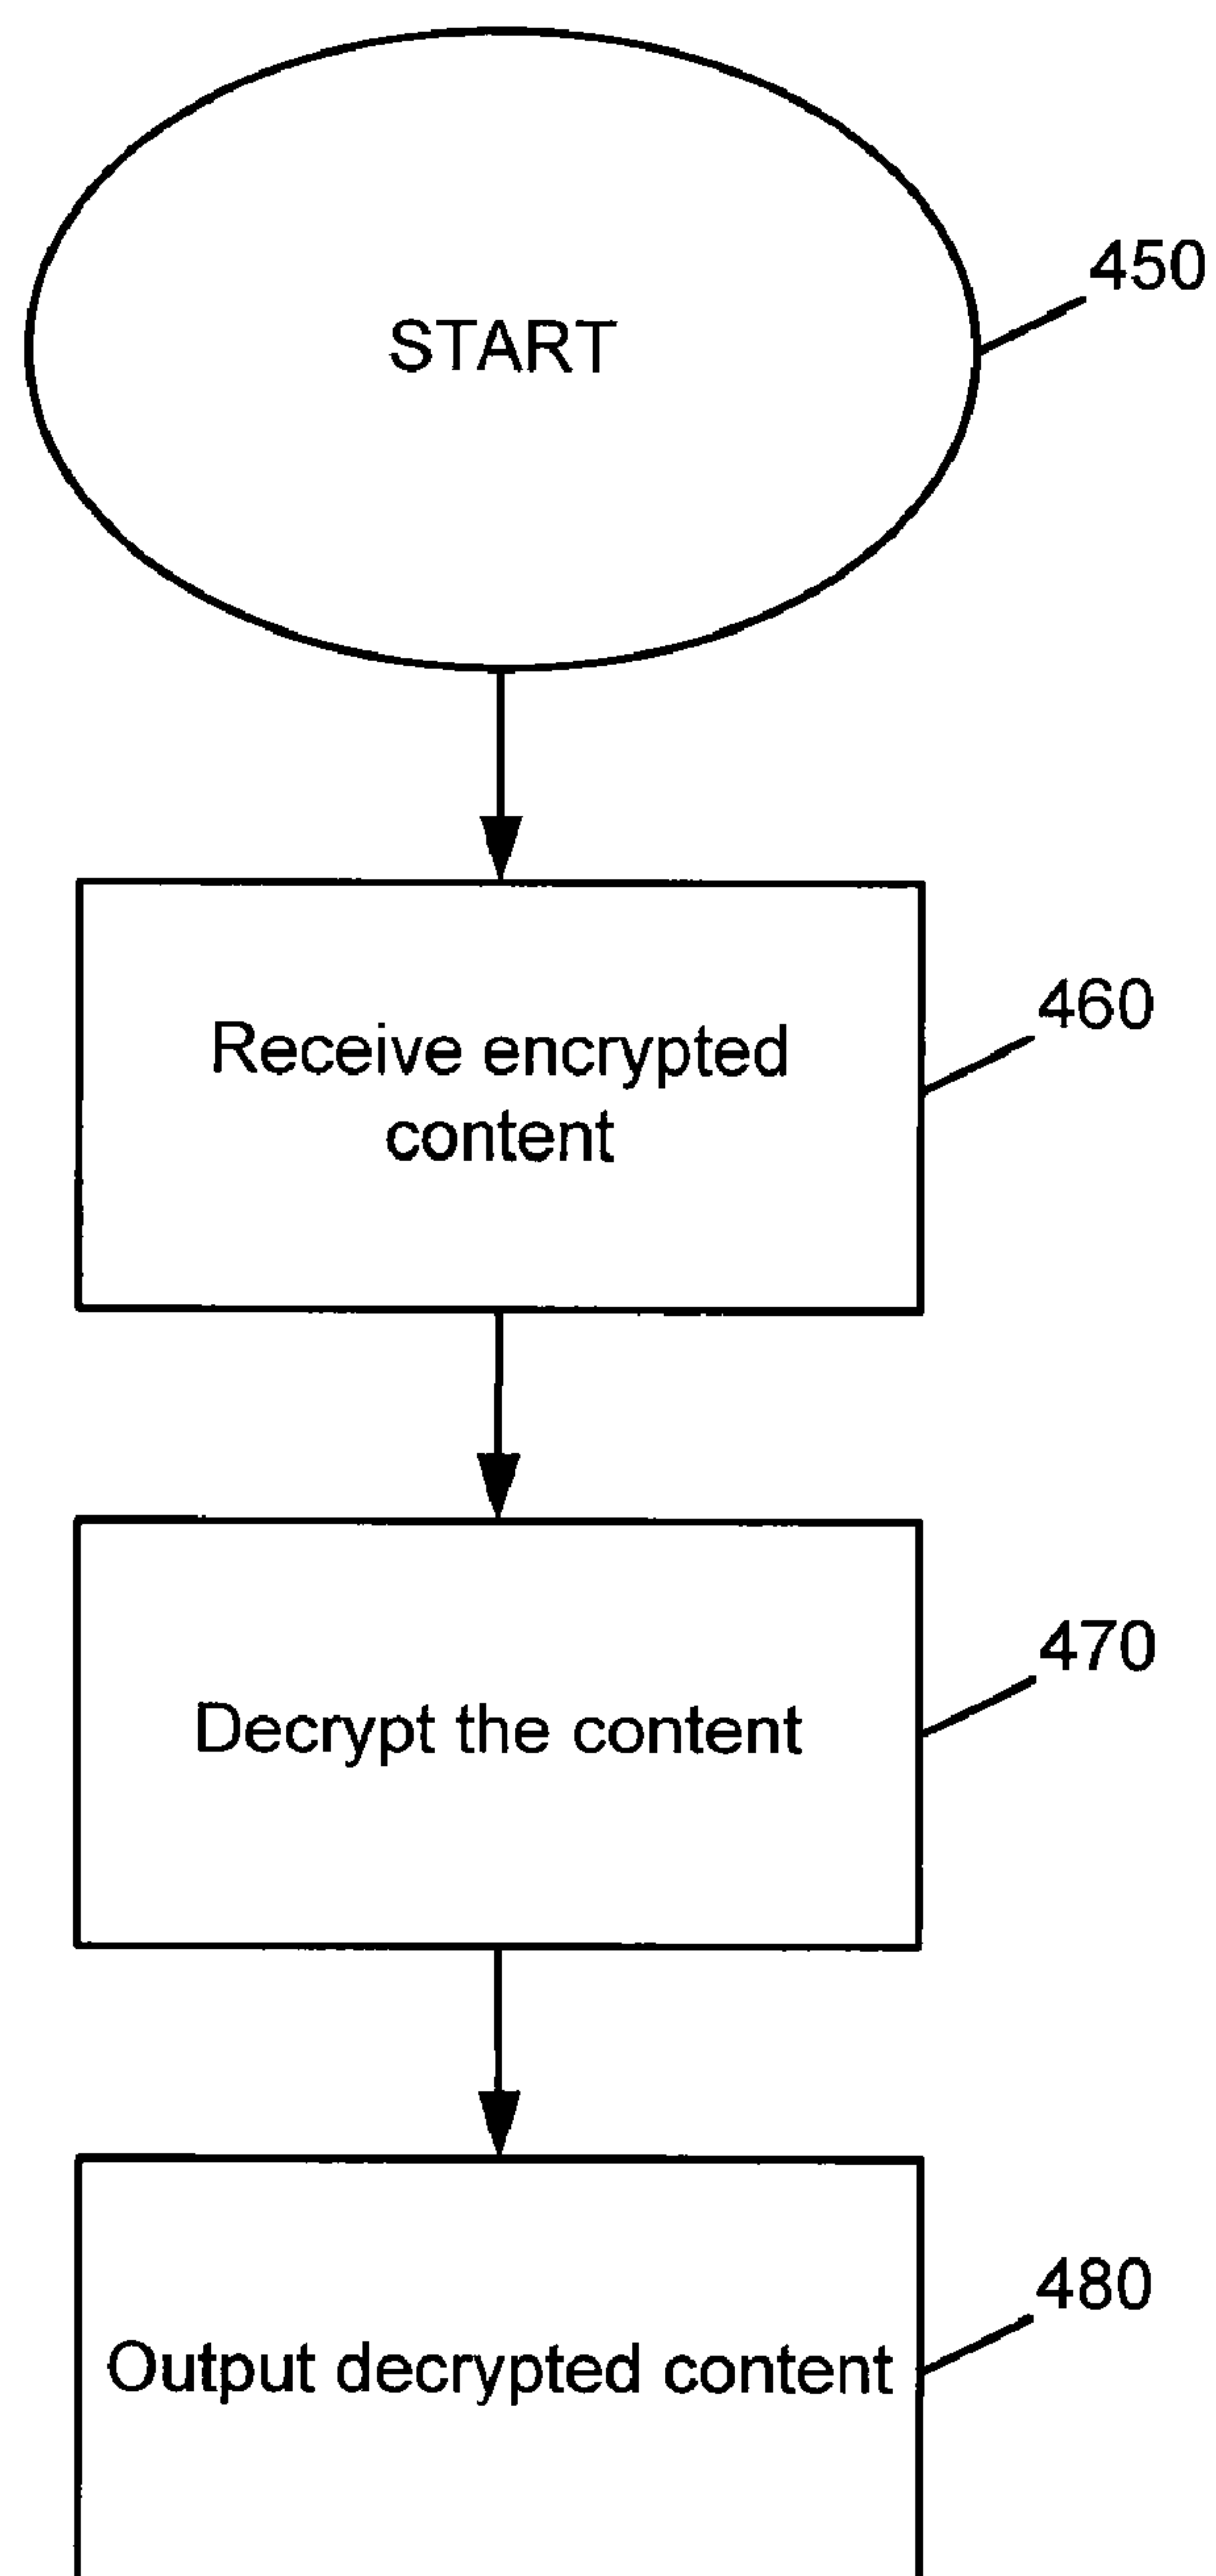 START
450
Receive encrypted
content
460
Decrypt the content
470
Output decrypted content
480